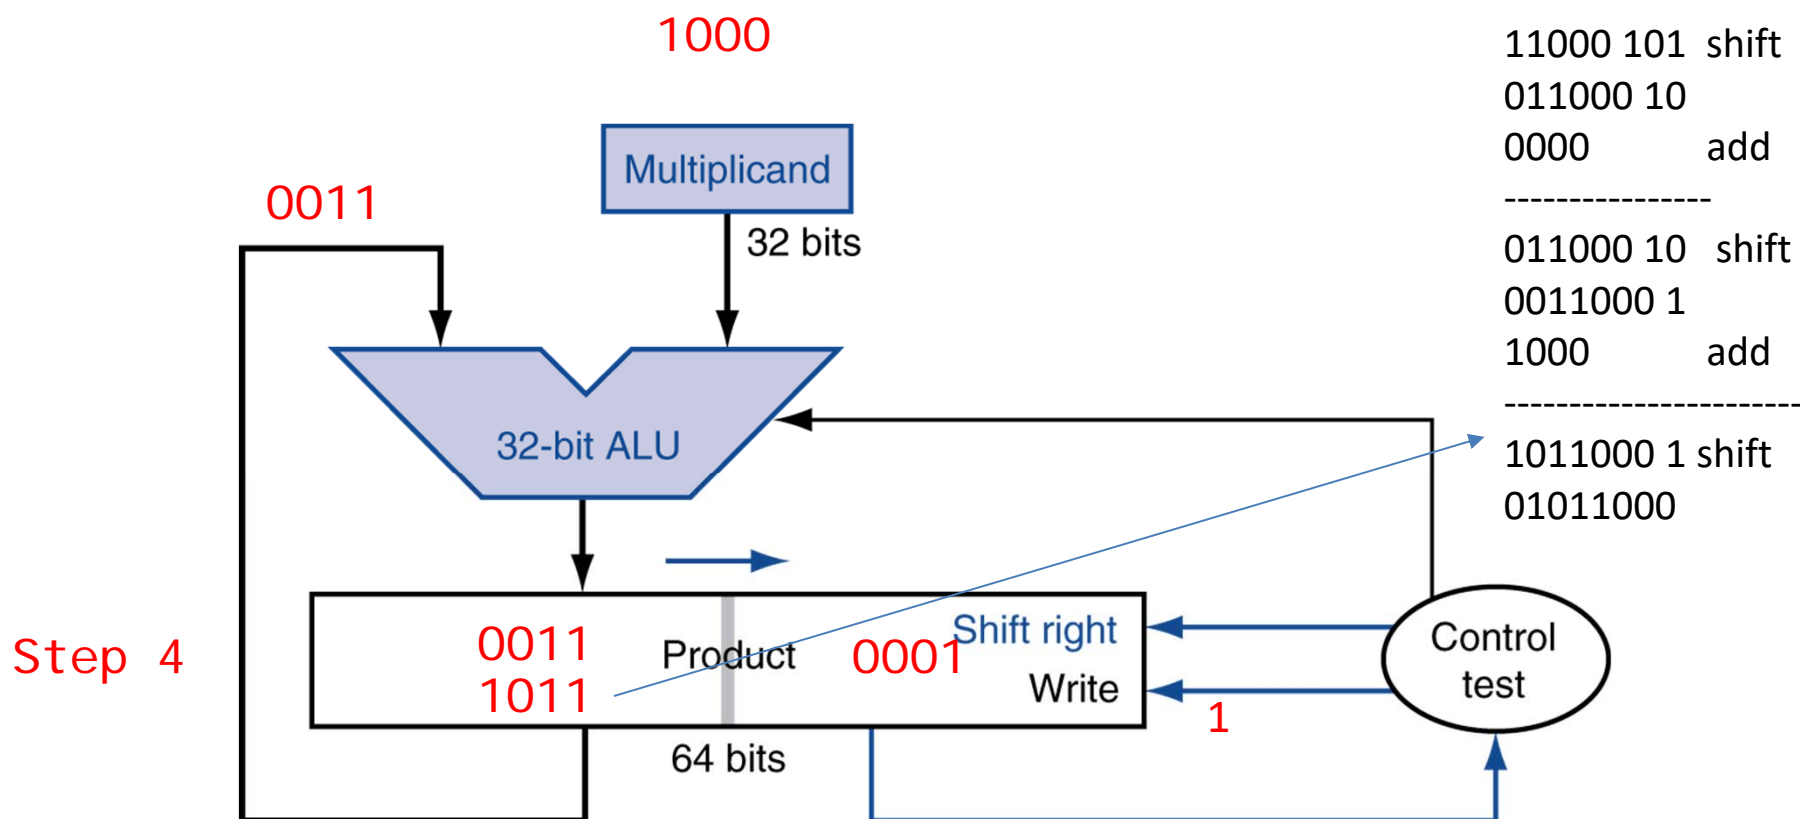 1000
Multiplicand
32 bits
0011
32-bit ALU
Step 4
0011
1011
Product
0001
Shift right
Write
1
64 bits
Control
test
11000 101 shift
011000 10
0000 add
----------------
011000 10 shift
0011000 1
1000 add
-----------------------
1011000 1 shift
01011000